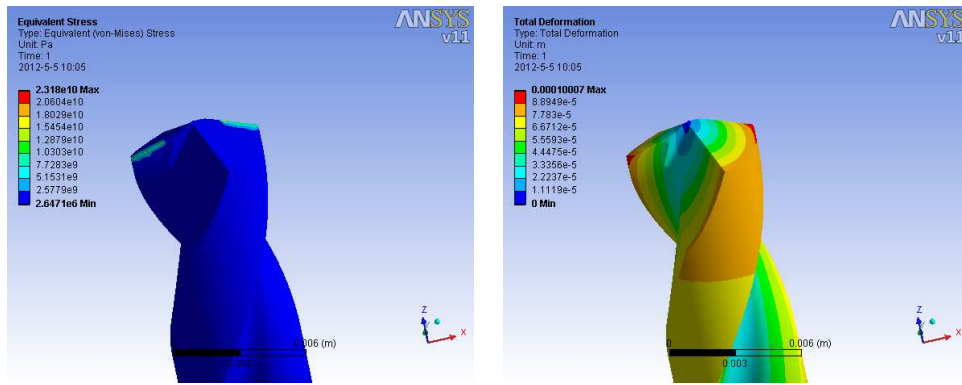 Equivalent Stress
Type: Equivalent (von-Mises) Stress
Unit: Pa
Time: 1
2012-5-5 10:05
2.318e10 Max
2.0604e10
1.8029e10
1.5454e10
1.2879e10
1.0303e10
7.7283e9
5.1531e9
2.5779e9
2.6471e6 Min
ANSYS
v11
0.006 (m)
Z
X
Total Deformation
Type: Total Deformation
Unit: m
Time: 1
2012-5-5 10:05
0.00010007 Max
8.8949e-5
7.783e-5
6.6712e-5
5.5593e-5
4.4475e-5
3.3356e-5
2.2237e-5
1.1119e-5
0 Min
ANSYS
v11
0
0.006 (m)
0.003
Z
X